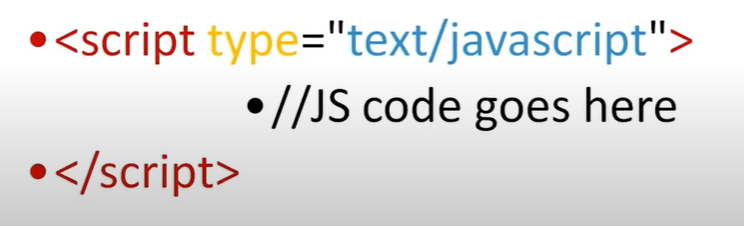 •<script type="text/javascript">
•//JS code goes here
•</script>